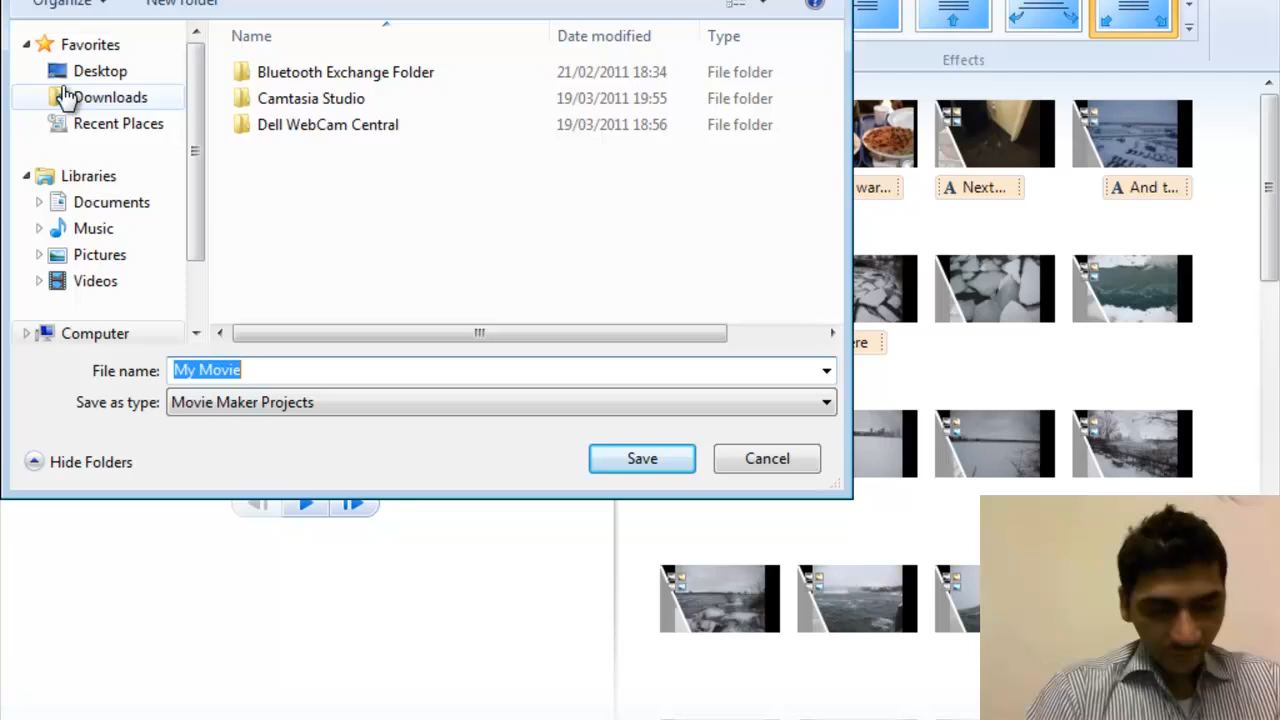 Organize New folder
Favorites
Desktop
Downloads
Recent Places
Libraries
Documents
Music
Pictures
Videos
Computer
Name Date modified Type
Bluetooth Exchange Folder 21/02/2011 18:34 File folder
Camtasia Studio 19/03/2011 19:55 File folder
Dell WebCam Central 19/03/2011 18:56 File folder
File name: My Movie
Save as type: Movie Maker Projects
Hide Folders Save Cancel
Effects
war... A Next... A And t...
ere